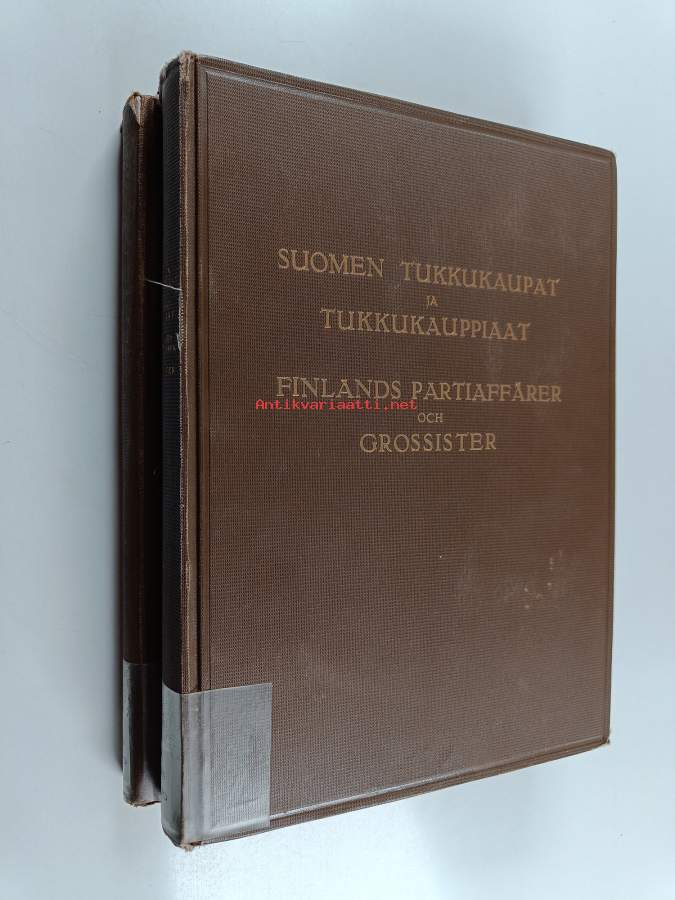 SUOMEN TUKKUKAUPAT
JA
TUKKUKAUPPIAAT
FINLANDS PARTIAFFÄRER
Antikvariaatti.net
OCH
GROSSISTER